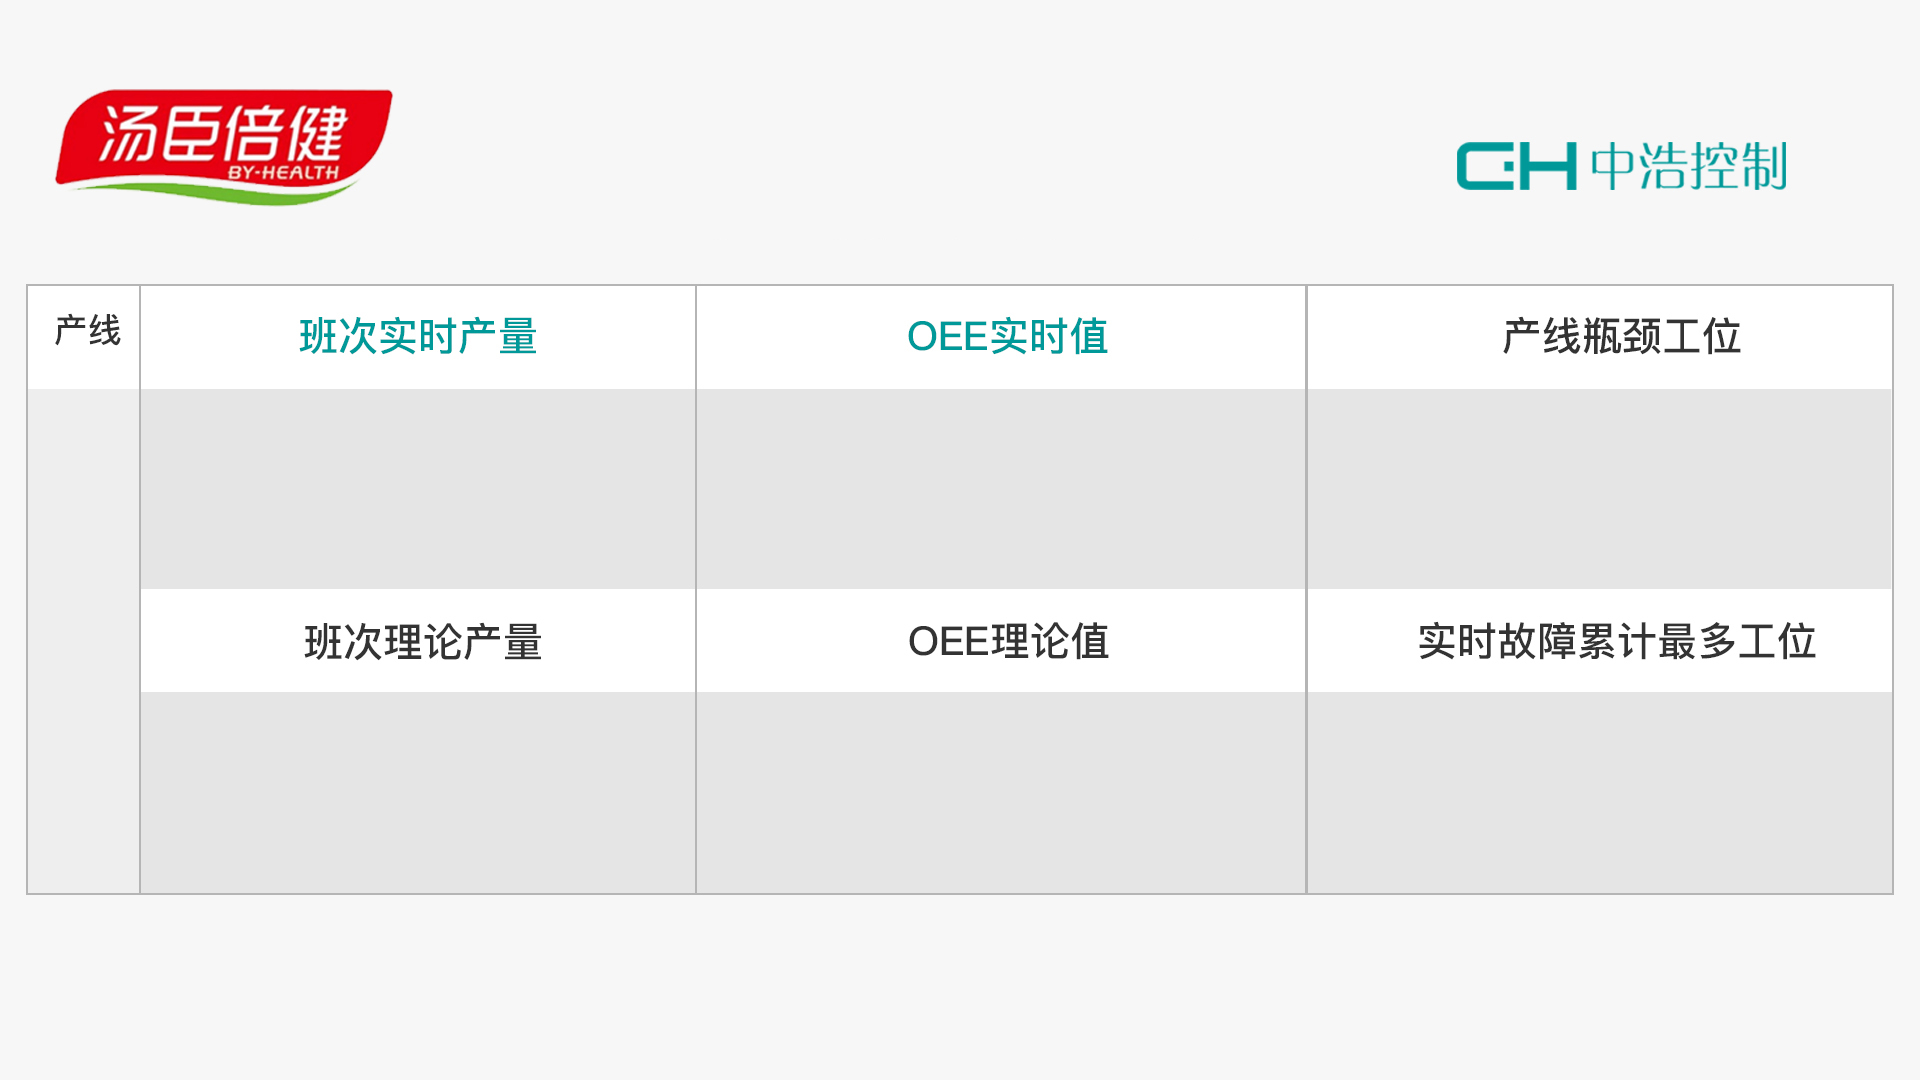 汤臣倍健
BY-HEALTH
CH 中浩控制
产线
班次实时产量
OEE实时值
产线瓶颈工位
班次理论产量
OEE理论值
实时故障累计最多工位